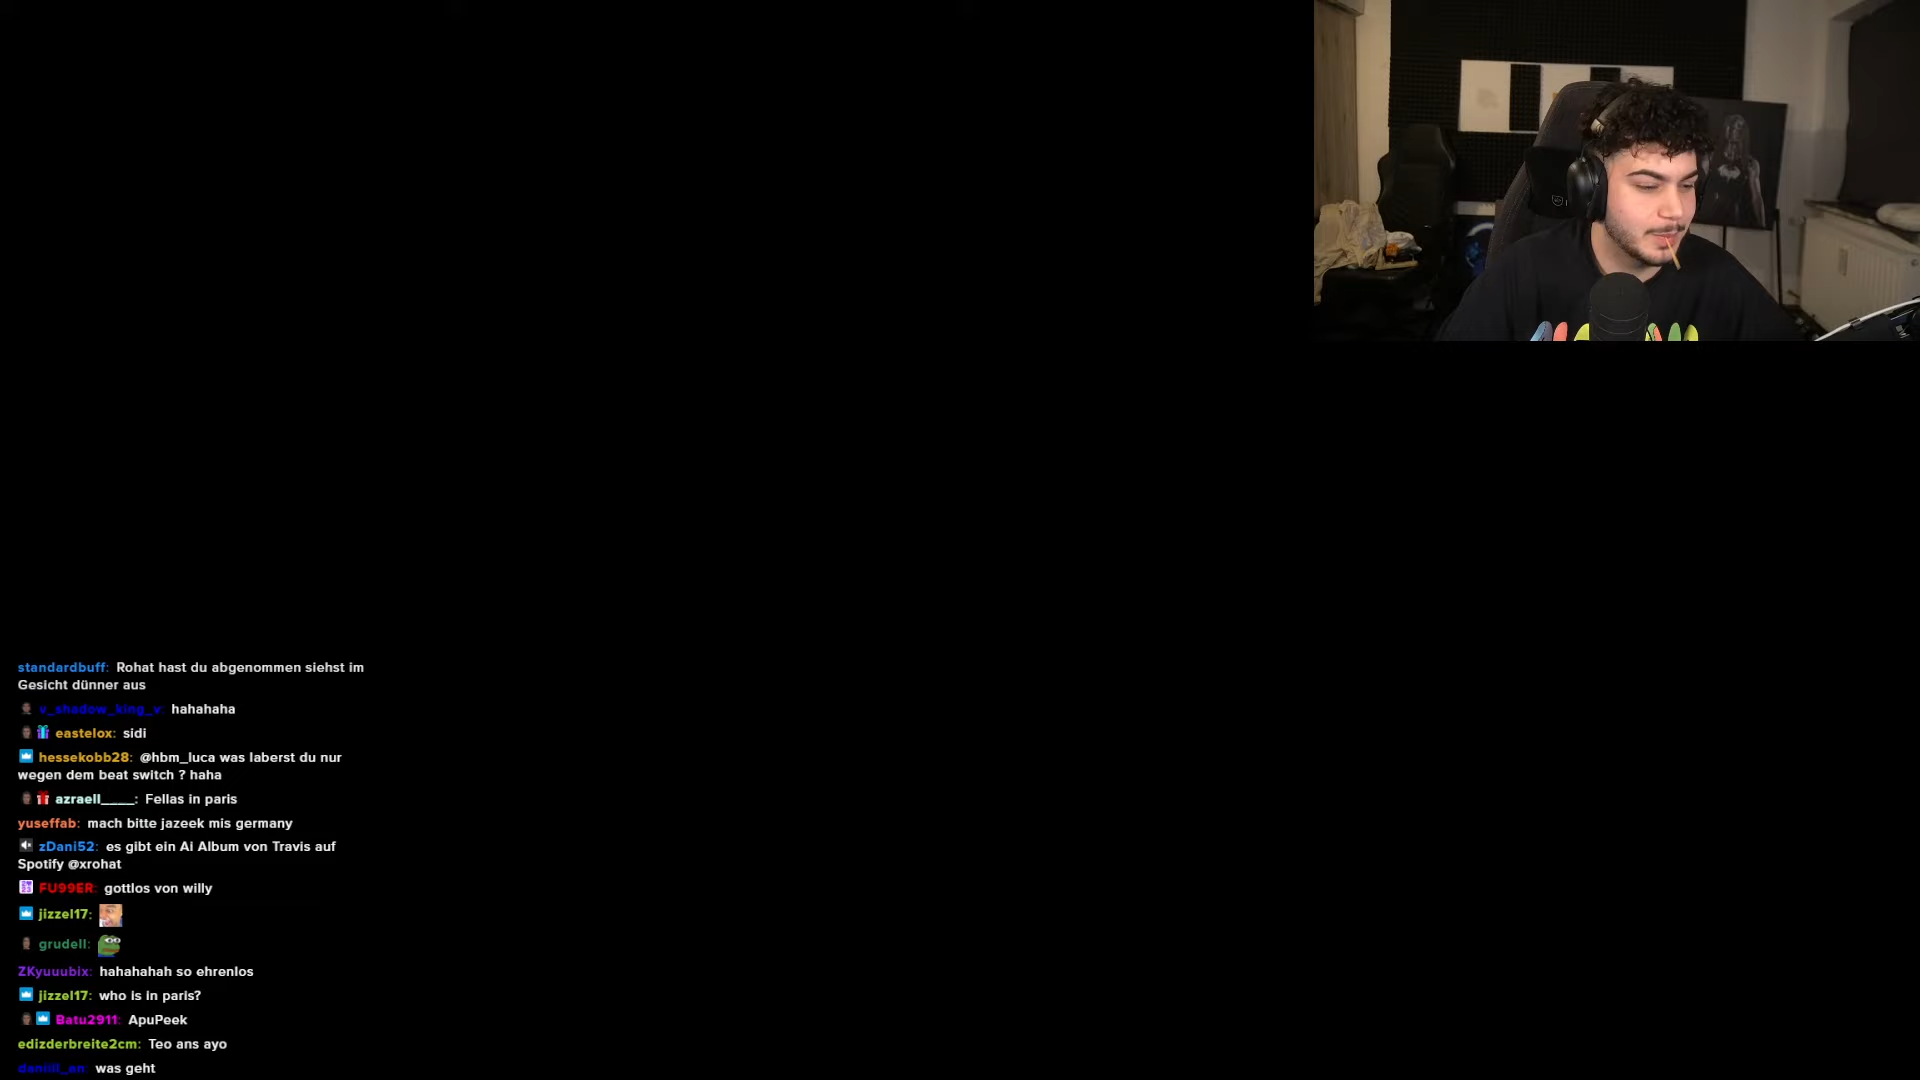 standardbuff: Rohat hast du abgenommen siehst im
Gesicht dünner aus
v_shadow_king_v: hahahaha
eastelox: sidi
hessekobb28: @hbm_luca was laberst du nur
wegen dem beat switch ? haha
azraell____: Fellas in paris
yuseffab: mach bitte jazeek mis germany
zDani52: es gibt ein Ai Album von Travis auf
Spotify @xrohat
FU99ER: gottlos von willy
jizzel17:
grudell:
ZKyuuubix: hahahahah so ehrenlos
jizzel17: who is in paris?
Batu2911: ApuPeek
edizderbreite2cm: Teo ans ayo
was geht